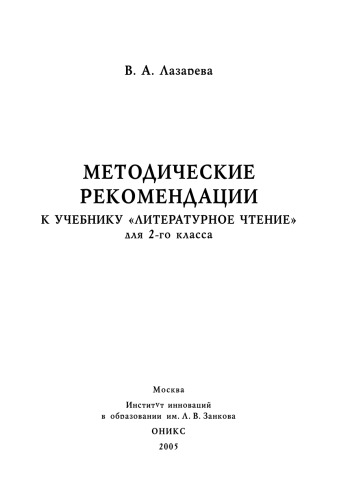 В. А. Лазарева
МЕТОДИЧЕСКИЕ
РЕКОМЕНДАЦИИ
К УЧЕБНИКУ «ЛИТЕРАТУРНОЕ ЧТЕНИЕ»
для 2-го класса
Москва
Институт инноваций
в образовании им. Л. В. Занкова
ОНИКС
2005